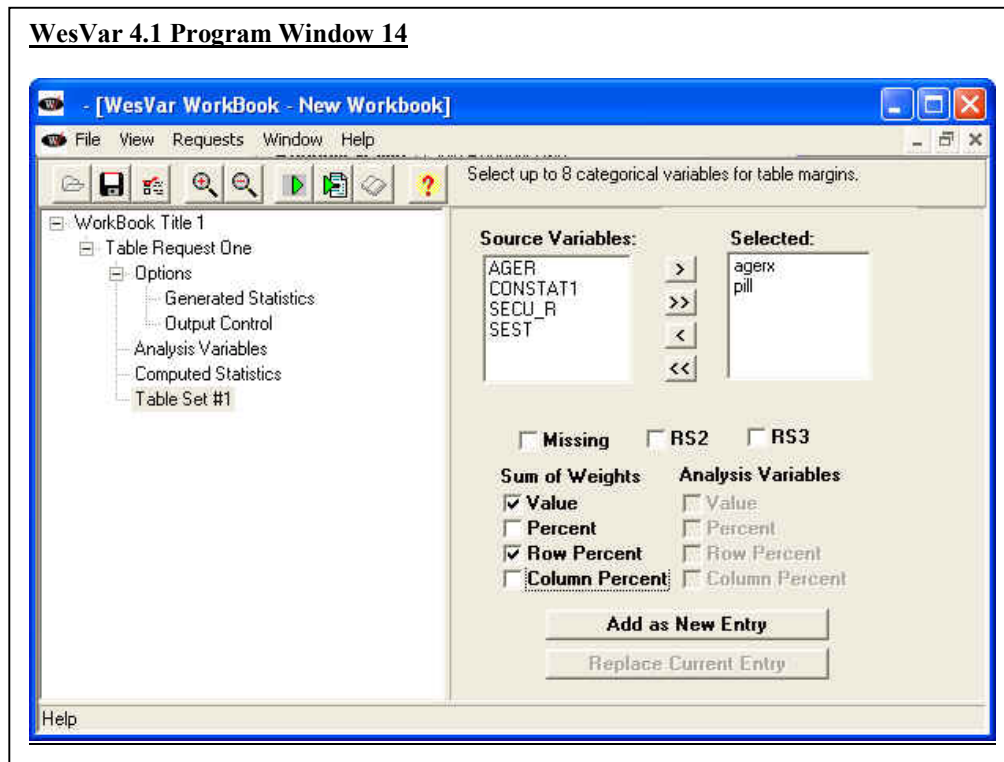 WesVar 4.1 Program Window 14
- [WesVar WorkBook - New Workbook]
File View Requests Window Help
Select up to 8 categorical variables for table margins.
WorkBook Title 1
Table Request One
Options
Generated Statistics
Output Control
Analysis Variables
Computed Statistics
Table Set #1
Source Variables:
AGER
CONSTAT1
SECU_R
SEST
>
>>
<
<<
Selected:
agerx
pill
Missing RS2 RS3
Sum of Weights Analysis Variables
Value Value
Percent Percent
Row Percent Row Percent
Column Percent Column Percent
Add as New Entry
Replace Current Entry
Help